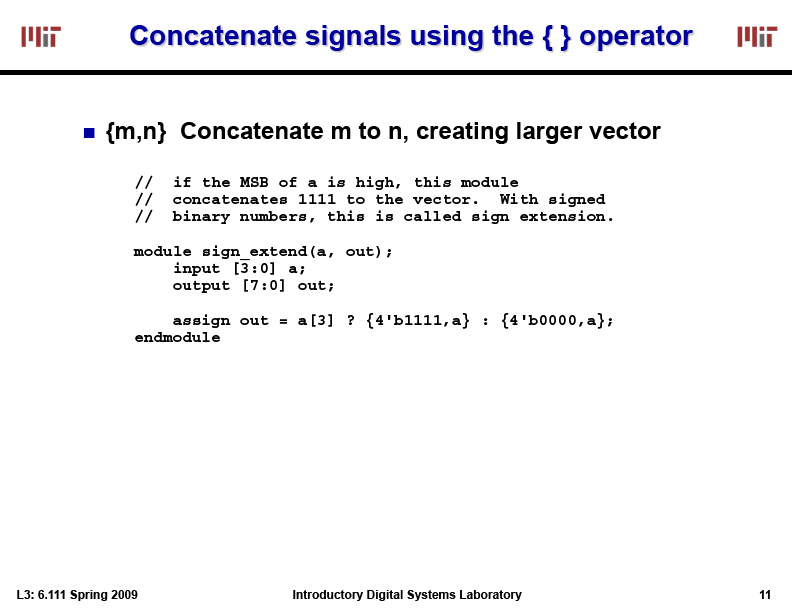 Concatenate signals using the { } operator
{m,n}  Concatenate m to n, creating larger vector
//  if the MSB of a is high, this module
//  concatenates 1111 to the vector.  With signed
//  binary numbers, this is called sign extension.
module sign_extend(a, out);
    input [3:0] a;
    output [7:0] out;
    assign out = a[3] ? {4'b1111,a} : {4'b0000,a};
endmodule
L3: 6.111 Spring 2009
Introductory Digital Systems Laboratory
11